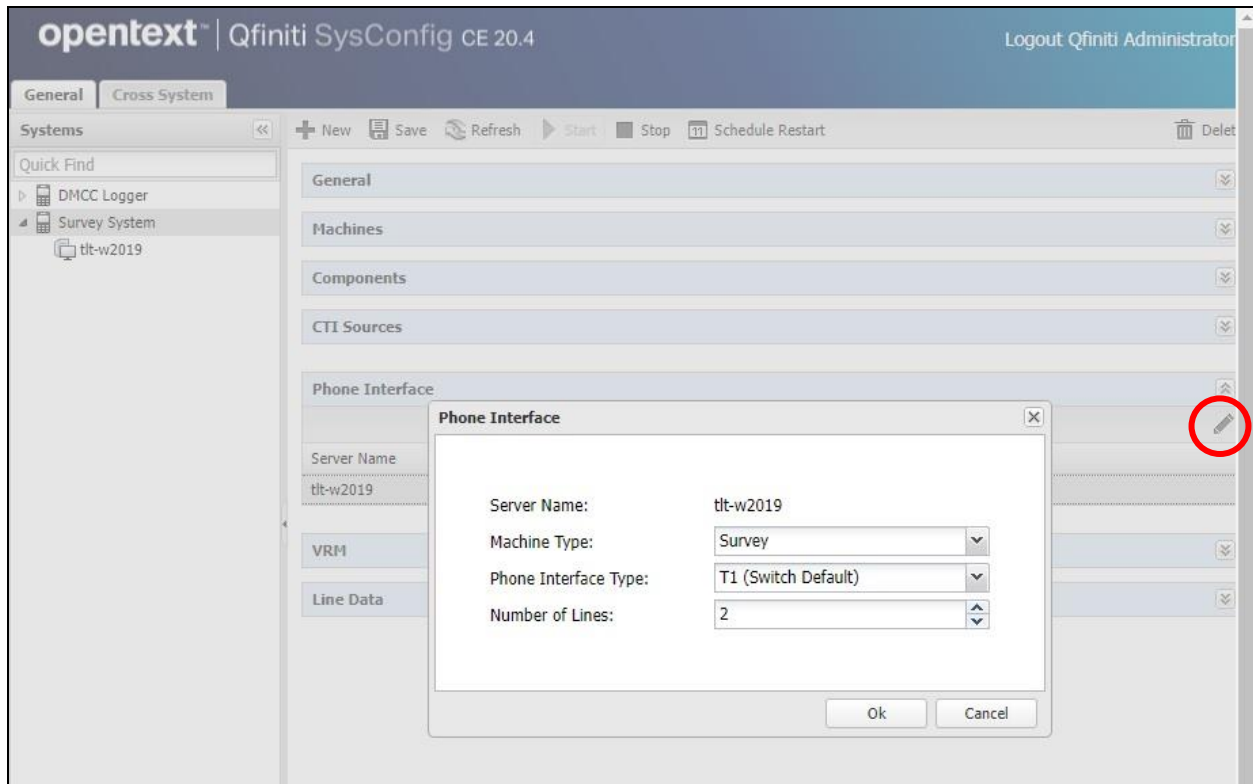 opentext™ | Qfiniti SysConfig CE 20.4
Logout Qfiniti Administrator
General Cross System
Systems
New Save Refresh Start Stop 11 Schedule Restart Delet
Quick Find
DMCC Logger
Survey System
tlt-w2019
General
Machines
Components
CTI Sources
Phone Interface
Server Name
tlt-w2019
VRM
Line Data
Phone Interface
Server Name: tlt-w2019
Machine Type: Survey
Phone Interface Type: T1 (Switch Default)
Number of Lines: 2
Ok Cancel